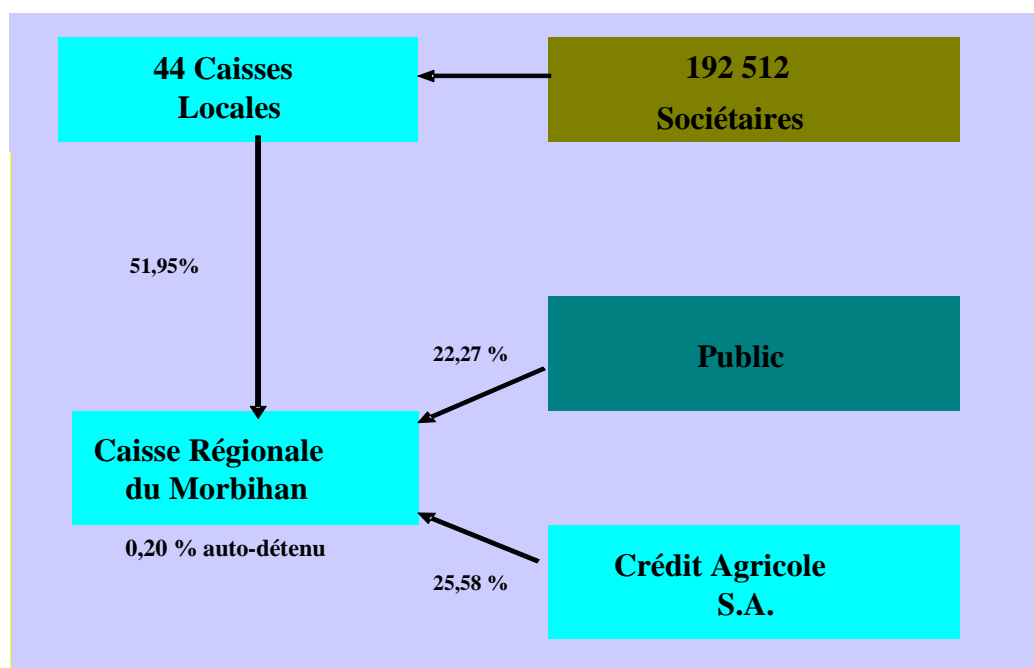 44 Caisses
Locales
192 512
Sociétaires
51,95%
22,27 %
Public
Caisse Régionale
du Morbihan
0,20 % auto-détenu
25,58 %
Crédit Agricole
S.A.